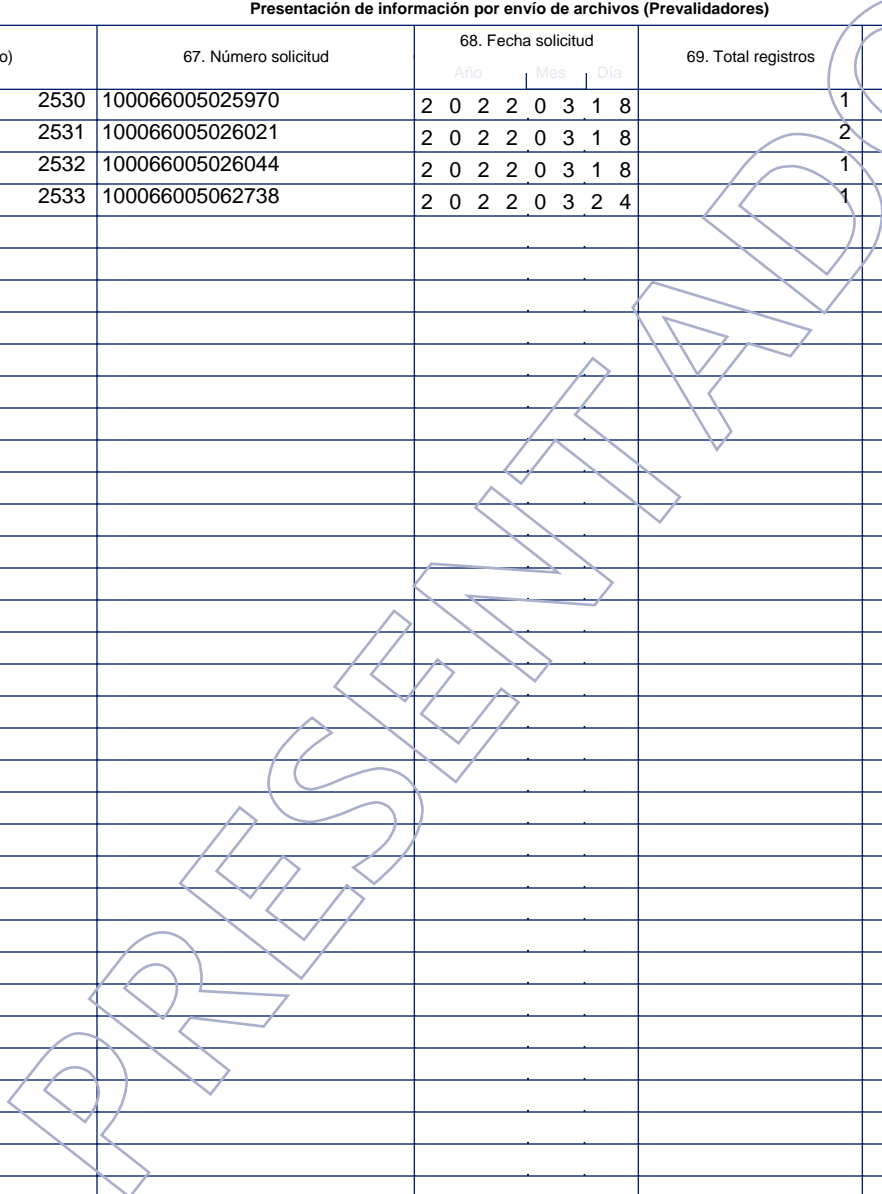 Presentación de información por envío de archivos (Prevalidadores)
o) 67. Número solicitud 68. Fecha solicitud 69. Total registros
Año Mes Día
2530 100066005025970 2 0 2 2 0 3 1 8 1
2531 100066005026021 2 0 2 2 0 3 1 8 2
2532 100066005026044 2 0 2 2 0 3 1 8 1
2533 100066005062738 2 0 2 2 0 3 2 4 1
PRESENTADO